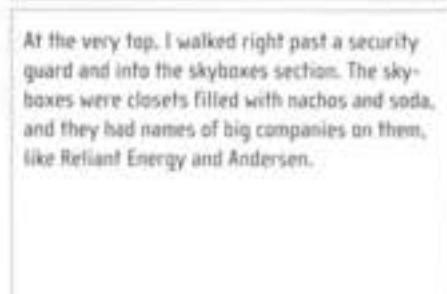 At the very top, I walked right past a security
guard and into the skyboxes section. The sky-
boxes were closets filled with nachos and soda,
and they had names of big companies on them,
like Reliant Energy and Andersen.